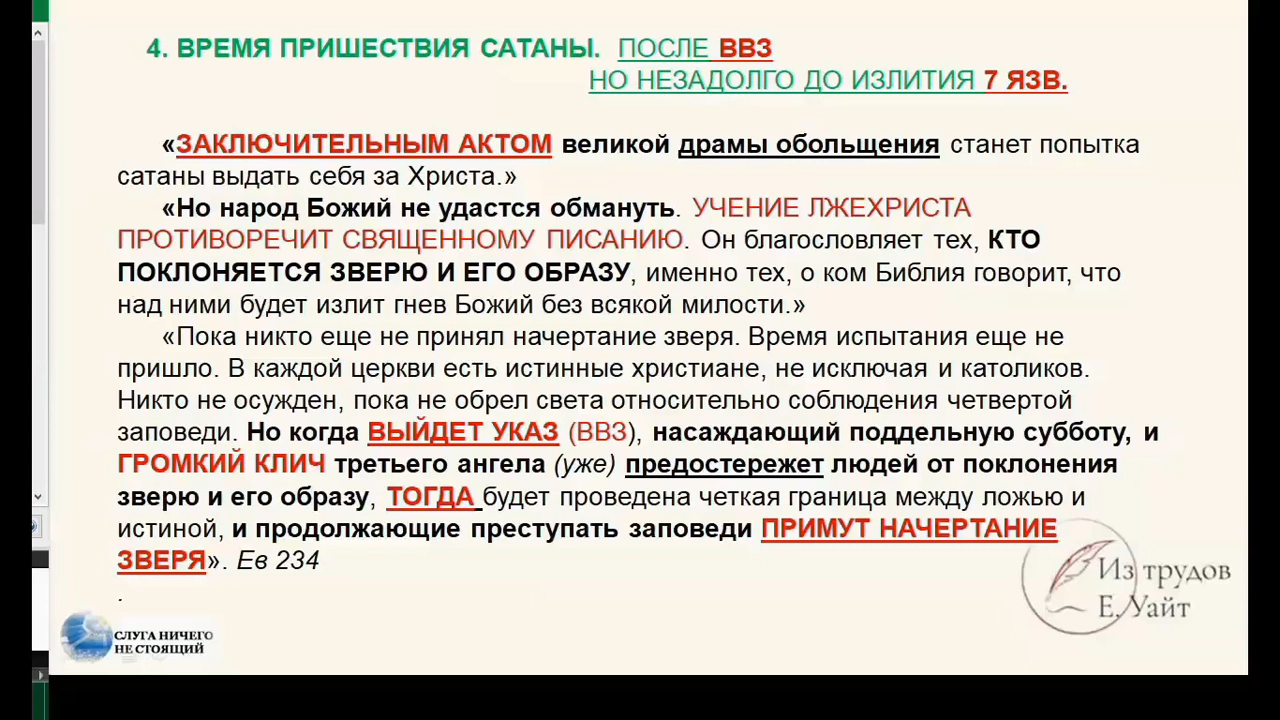 4. ВРЕМЯ ПРИШЕСТВИЯ САТАНЫ. ПОСЛЕ ВВЗ
НО НЕЗАДОЛГО ДО ИЗЛИТИЯ 7 ЯЗВ.
«ЗАКЛЮЧИТЕЛЬНЫМ АКТОМ великой драмы обольщения станет попытка
сатаны выдать себя за Христа.»
«Но народ Божий не удастся обмануть. УЧЕНИЕ ЛЖЕХРИСТА
ПРОТИВОРЕЧИТ СВЯЩЕННОМУ ПИСАНИЮ. Он благословляет тех, КТО
ПОКЛОНЯЕТСЯ ЗВЕРЮ И ЕГО ОБРАЗУ, именно тех, о ком Библия говорит, что
над ними будет излит гнев Божий без всякой милости.»
«Пока никто еще не принял начертание зверя. Время испытания еще не
пришло. В каждой церкви есть истинные христиане, не исключая и католиков.
Никто не осужден, пока не обрел света относительно соблюдения четвертой
заповеди. Но когда ВЫЙДЕТ УКАЗ (ВВЗ), насаждающий поддельную субботу, и
ГРОМКИЙ КЛИЧ третьего ангела (уже) предостережет людей от поклонения
зверю и его образу, ТОГДА будет проведена четкая граница между ложью и
истиной, и продолжающие преступать заповеди ПРИМУТ НАЧЕРТАНИЕ
ЗВЕРЯ». Ев 234
.
Из трудов
Е. Уайт
СЛУГА НИЧЕГО
НЕ СТОЯЩИЙ